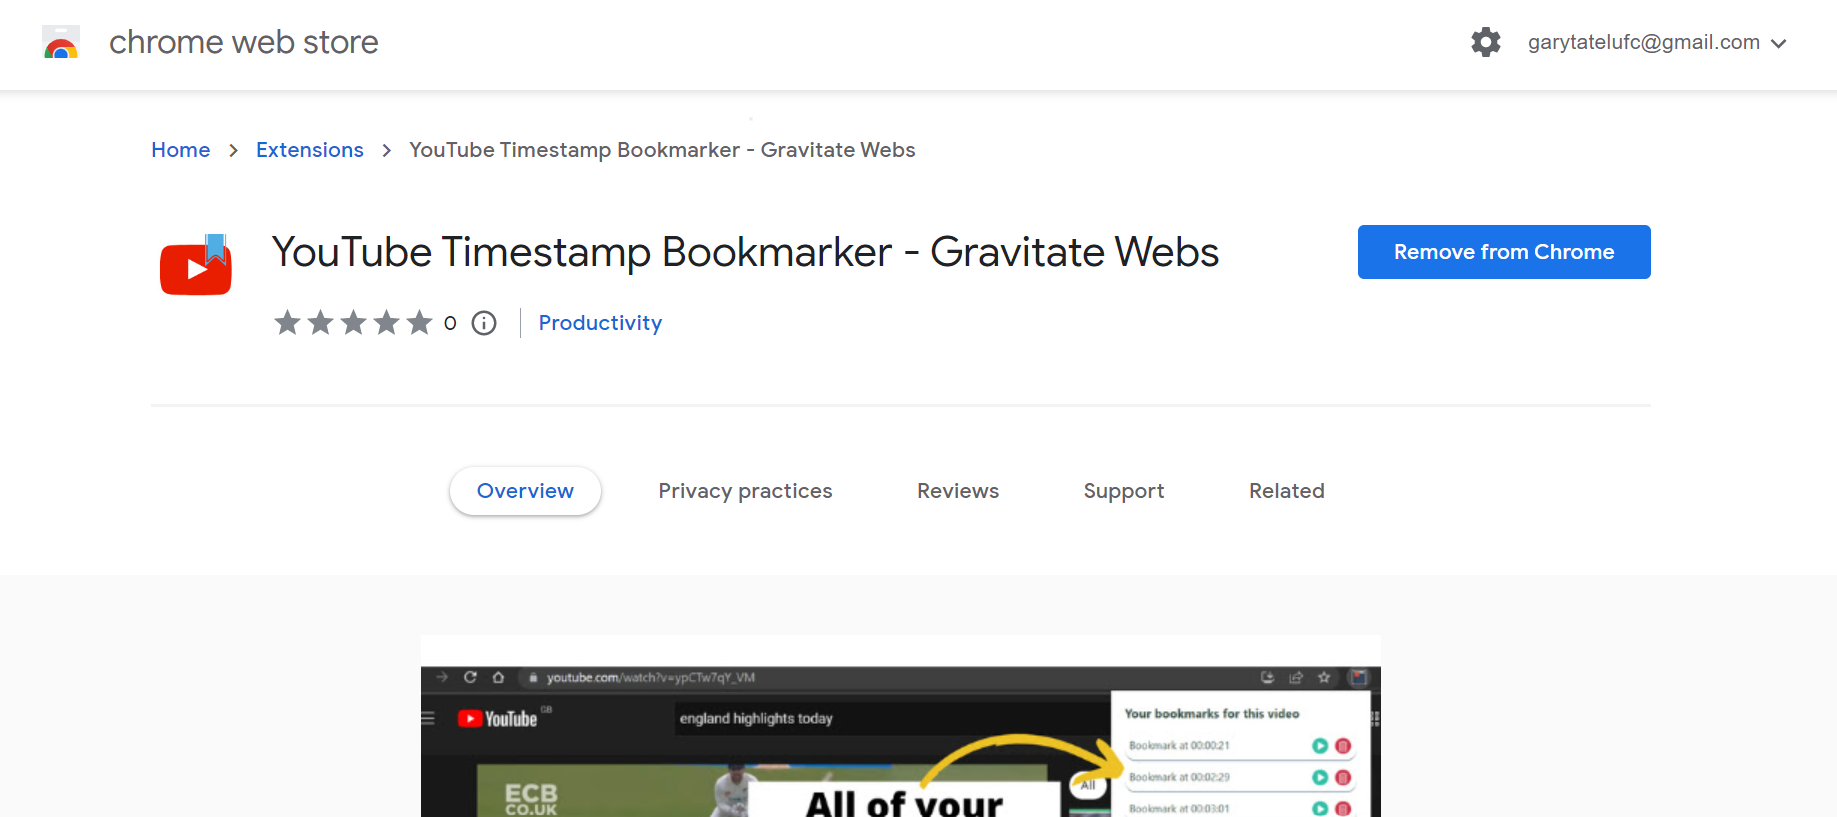 chrome web store
garytatelufc@gmail.com
Home > Extensions > YouTube Timestamp Bookmarker - Gravitate Webs
YouTube Timestamp Bookmarker - Gravitate Webs
Remove from Chrome
0
Productivity
Overview
Privacy practices
Reviews
Support
Related
youtube.com/watch?v=ypCTw7qY_VM
YouTube GB
england highlights today
Your bookmarks for this video
Bookmark at 00:00:21
Bookmark at 00:02:29
Bookmark at 00:03:01
All
ECB
CO.UK
All of your